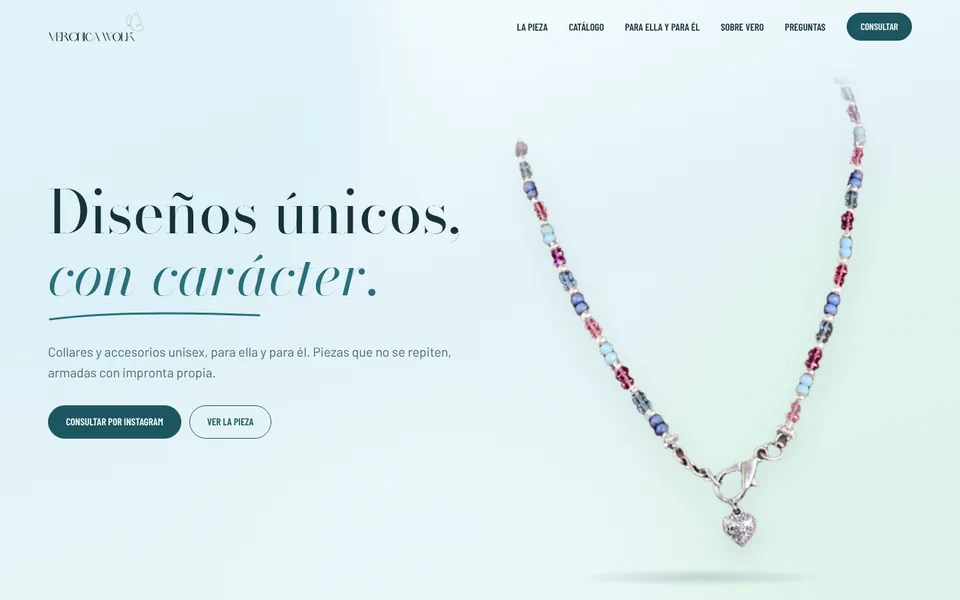 VERONICA WOLK
LA PIEZA
CATÁLOGO
PARA ELLA Y PARA ÉL
SOBRE VERO
PREGUNTAS
CONSULTAR
Diseños únicos,
con carácter.
Collares y accesorios unisex, para ella y para él. Piezas que no se repiten,
armadas con impronta propia.
CONSULTAR POR INSTAGRAM
VER LA PIEZA